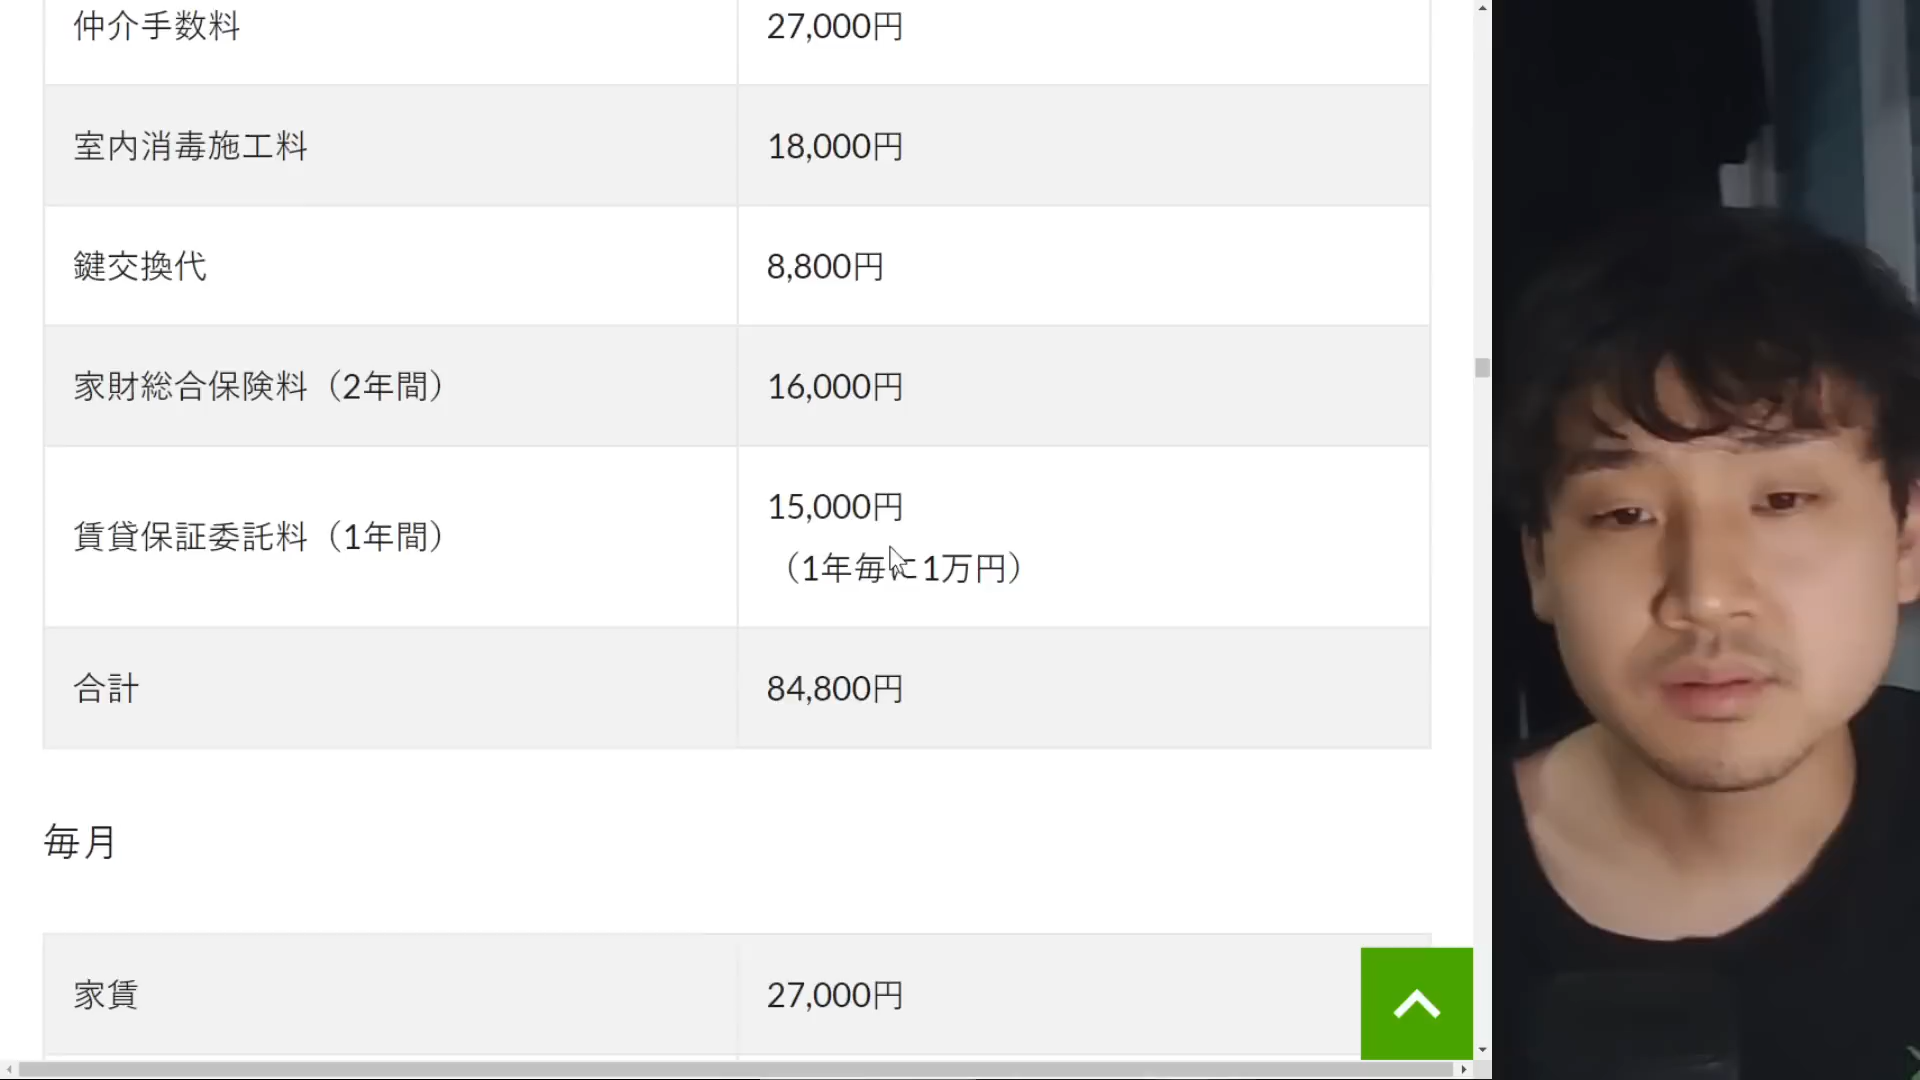 仲介手数料 27,000円
室内消毒施工料 18,000円
鍵交換代 8,800円
家財総合保険料（2年間） 16,000円
賃貸保証委託料（1年間） 15,000円
（1年毎に1万円）
合計 84,800円
毎月
家賃 27,000円